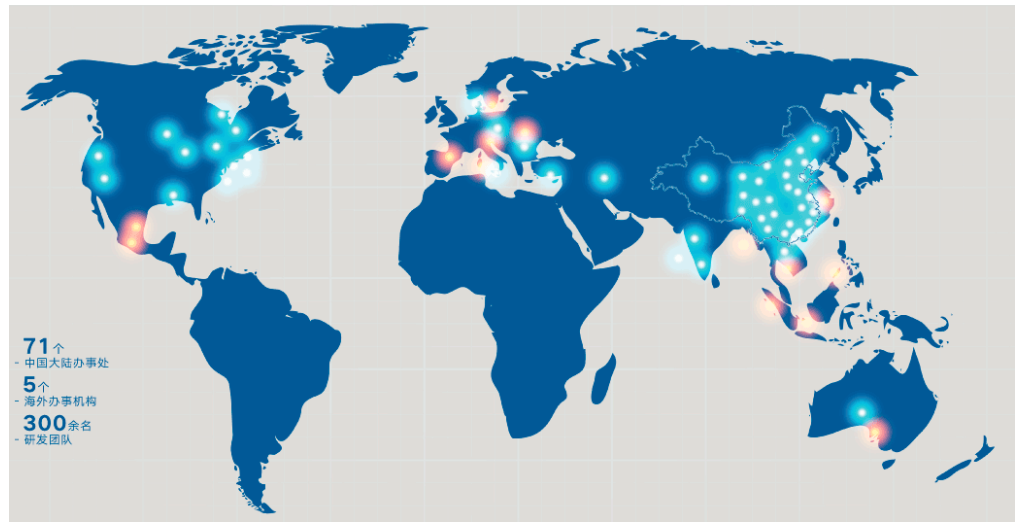 71个
- 中国大陆办事处
5个
- 海外办事机构
300余名
- 研发团队